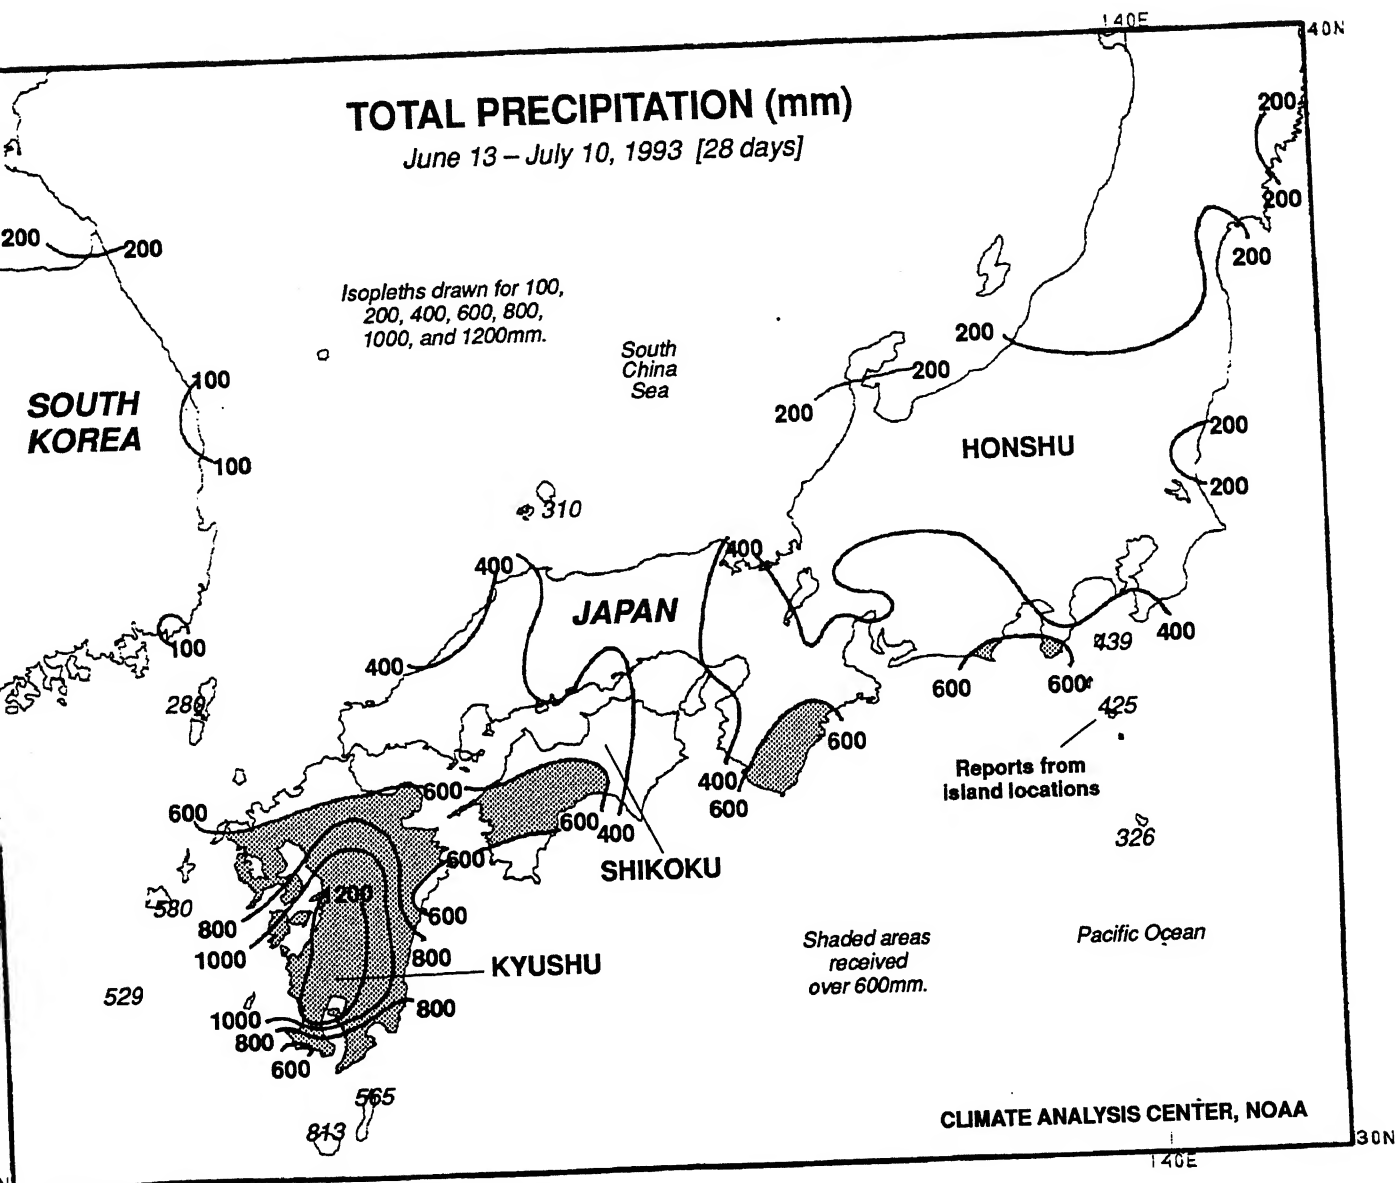 140E
40N
TOTAL PRECIPITATION (mm)
June 13 – July 10, 1993 [28 days]
200
200
200
200
200
Isopleths drawn for 100,
200, 400, 600, 800,
1000, and 1200mm.
South
China
Sea
200
200
200
100
SOUTH
KOREA
100
HONSHU
200
200
310
400
400
JAPAN
100
400
439
400
280
600
600
425
600
Reports from
island locations
400
600
600
600
600
400
326
600
SHIKOKU
1200
580
800
600
1000
800
KYUSHU
Shaded areas
received
over 600mm.
Pacific Ocean
529
1000
800
800
600
565
813
CLIMATE ANALYSIS CENTER, NOAA
30N
140E